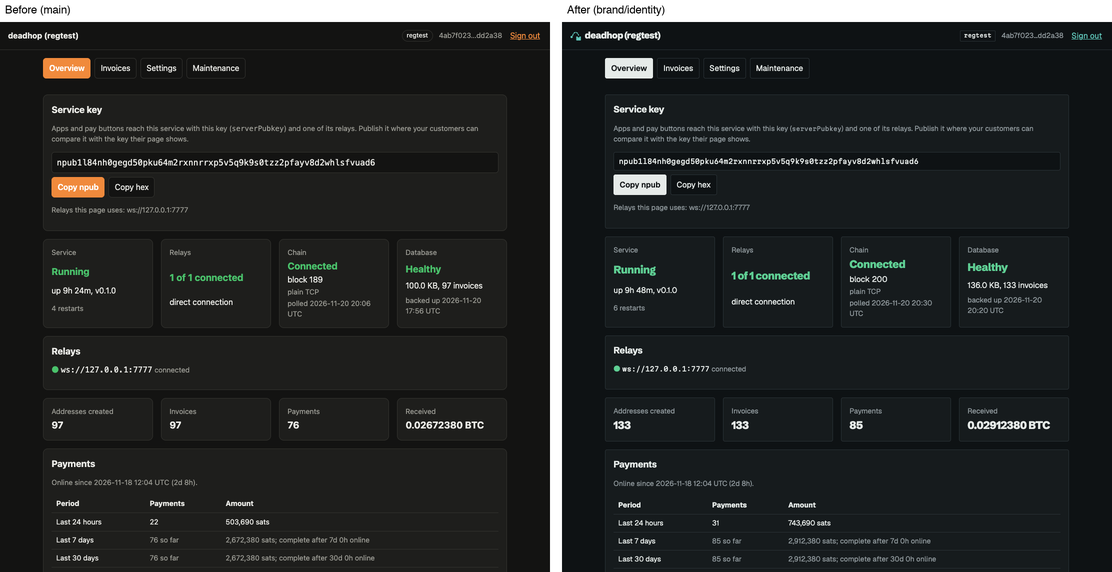 Before (main)
deadhop (regtest)
regtest
4ab7f023...dd2a38
Sign out
Overview
Invoices
Settings
Maintenance
Service key
Apps and pay buttons reach this service with this key (serverPubkey) and one of its relays. Publish it where your customers can
compare it with the key their page shows.
npub1l84nh0gegd50pku64m2rxnnrrxp5v5q9k9s0tzz2pfayv8d2whlsfvuad6
Copy npub
Copy hex
Relays this page uses: ws://127.0.0.1:7777
Service
Running
up 9h 24m, v0.1.0
4 restarts
Relays
1 of 1 connected
direct connection
Chain
Connected
block 189
plain TCP
polled 2026-11-20 20:06
UTC
Database
Healthy
100.0 KB, 97 invoices
backed up 2026-11-20
17:56 UTC
Relays
ws://127.0.0.1:7777 connected
Addresses created
97
Invoices
97
Payments
76
Received
0.02672380 BTC
Payments
Online since 2026-11-18 12:04 UTC (2d 8h).
Period Payments Amount
Last 24 hours 22 503,690 sats
Last 7 days 76 so far 2,672,380 sats; complete after 7d 0h online
Last 30 days 76 so far 2,672,380 sats; complete after 30d 0h online
After (brand/identity)
deadhop (regtest)
regtest
4ab7f023...dd2a38
Sign out
Overview
Invoices
Settings
Maintenance
Service key
Apps and pay buttons reach this service with this key (serverPubkey) and one of its relays. Publish it where your customers can
compare it with the key their page shows.
npub1l84nh0gegd50pku64m2rxnnrrxp5v5q9k9s0tzz2pfayv8d2whlsfvuad6
Copy npub
Copy hex
Relays this page uses: ws://127.0.0.1:7777
Service
Running
up 9h 48m, v0.1.0
6 restarts
Relays
1 of 1 connected
direct connection
Chain
Connected
block 200
plain TCP
polled 2026-11-20 20:30
UTC
Database
Healthy
136.0 KB, 133 invoices
backed up 2026-11-20
20:20 UTC
Relays
ws://127.0.0.1:7777 connected
Addresses created
133
Invoices
133
Payments
85
Received
0.02912380 BTC
Payments
Online since 2026-11-18 12:04 UTC (2d 8h).
Period Payments Amount
Last 24 hours 31 743,690 sats
Last 7 days 85 so far 2,912,380 sats; complete after 7d 0h online
Last 30 days 85 so far 2,912,380 sats; complete after 30d 0h online